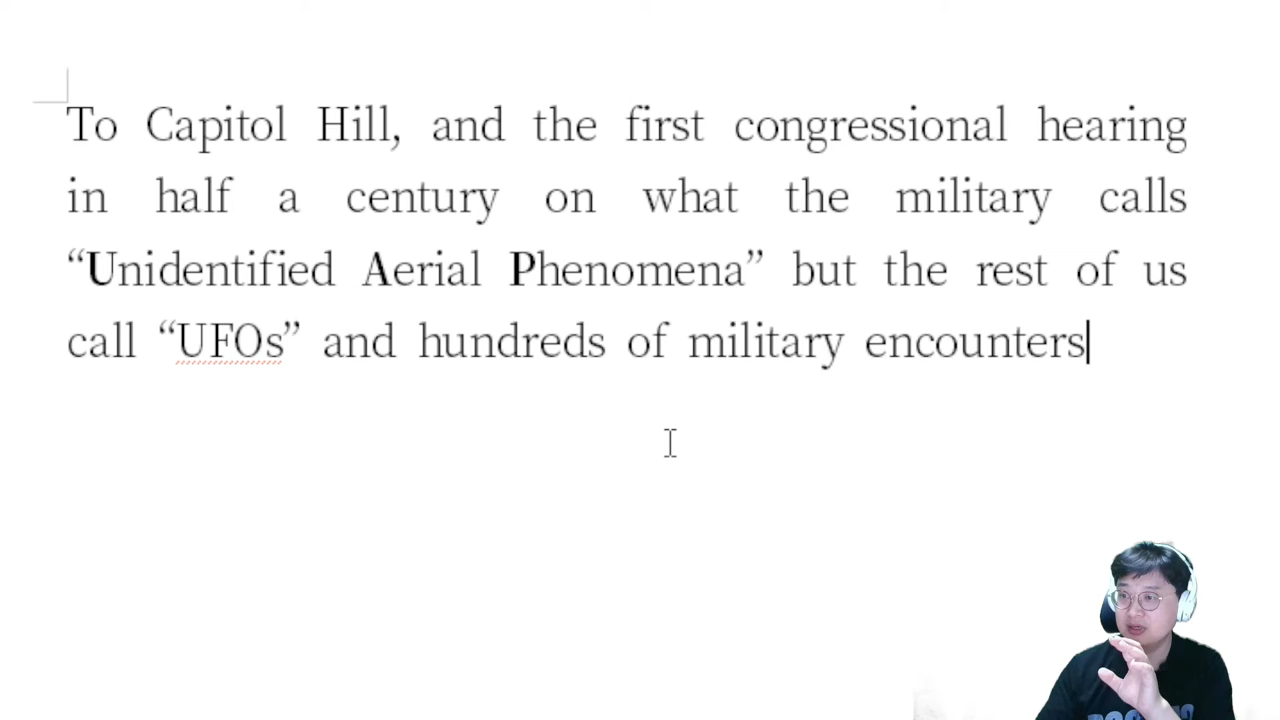 To Capitol Hill, and the first congressional hearing
in half a century on what the military calls
“Unidentified Aerial Phenomena” but the rest of us
call “UFOs” and hundreds of military encounters